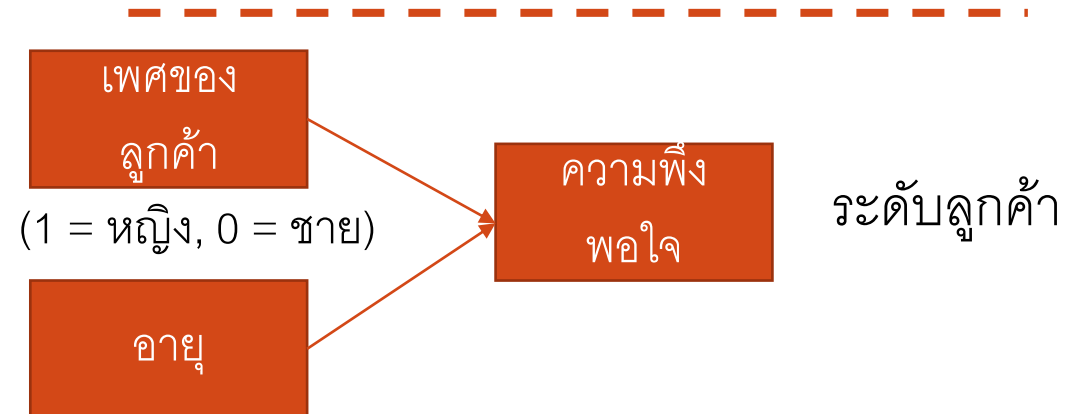 เพศของ
ลูกค้า
(1 = หญิง, 0 = ชาย)
ความพึง
พอใจ
ระดับลูกค้า
อายุ